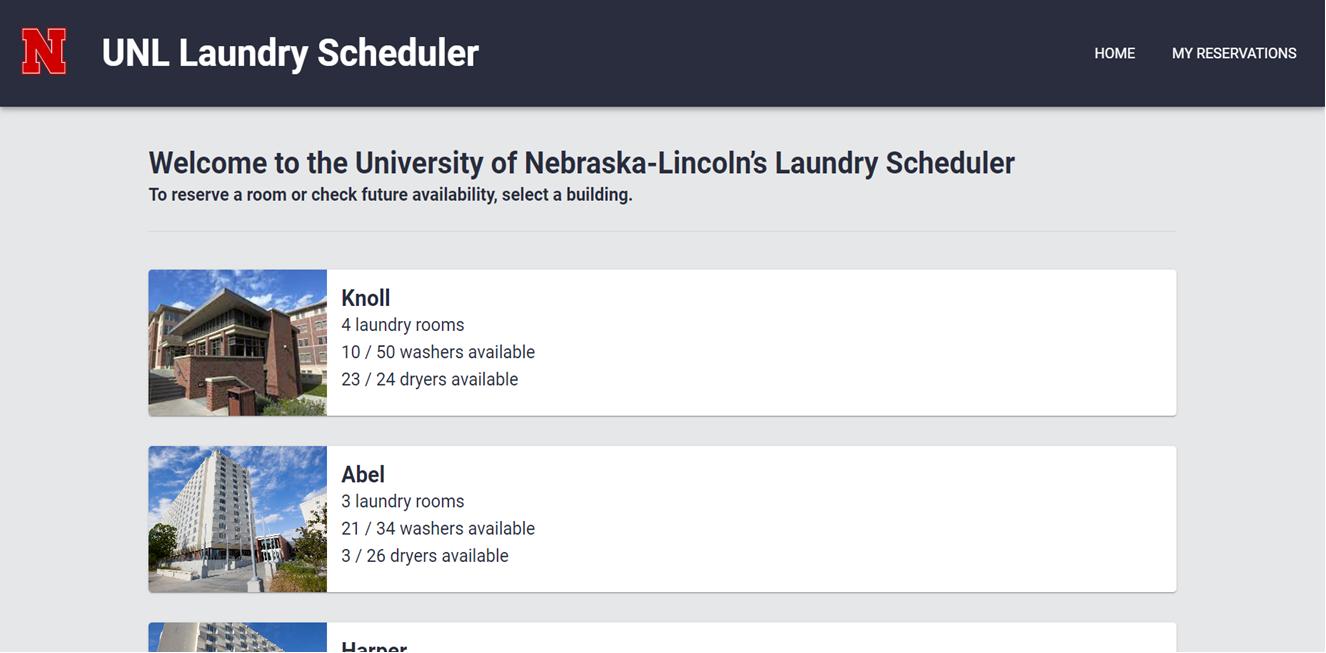 N
UNL Laundry Scheduler
HOME
MY RESERVATIONS
Welcome to the University of Nebraska-Lincoln’s Laundry Scheduler
To reserve a room or check future availability, select a building.
Knoll
4 laundry rooms
10 / 50 washers available
23 / 24 dryers available
Abel
3 laundry rooms
21 / 34 washers available
3 / 26 dryers available
Harper